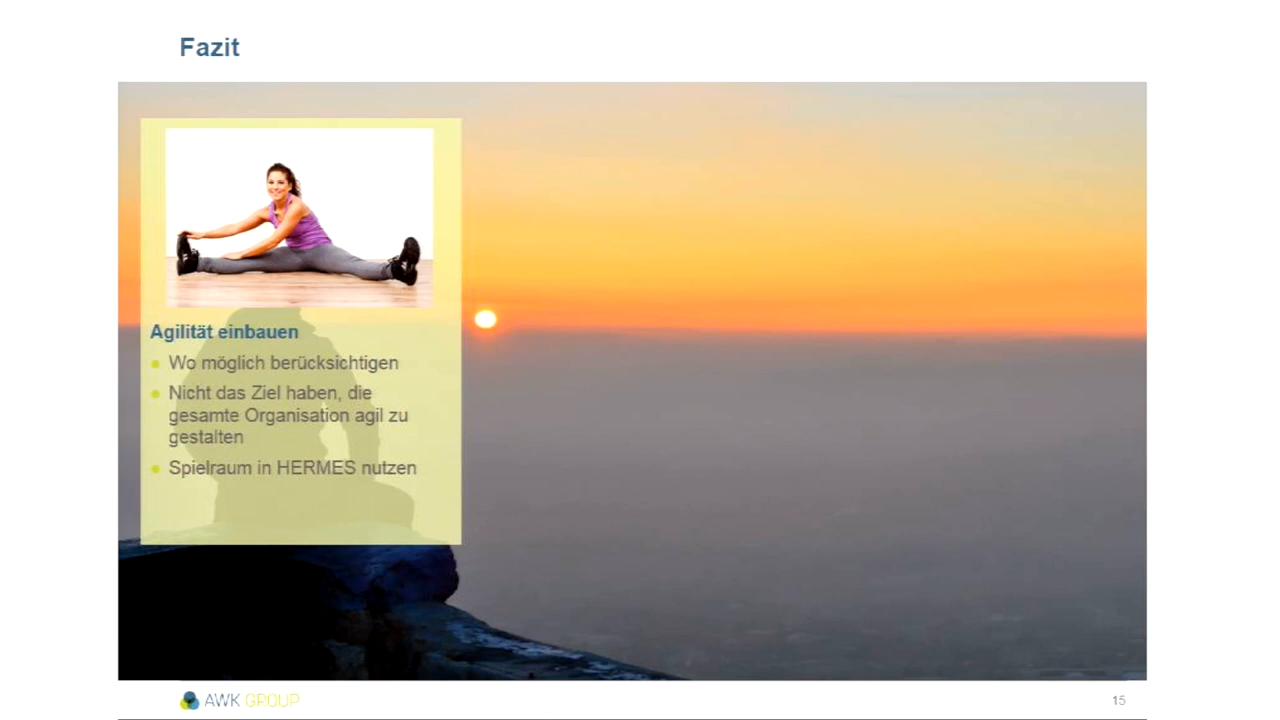 Fazit
Agilität einbauen
Wo möglich berücksichtigen
Nicht das Ziel haben, die
gesamte Organisation agil zu
gestalten
Spielraum in HERMES nutzen
AWK GROUP
15